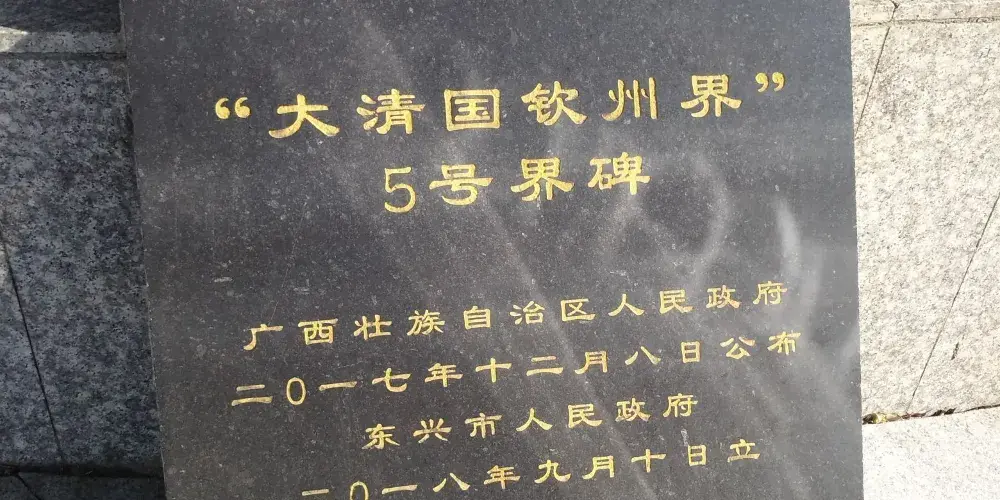 “大清国钦州界”
5号界碑
广西壮族自治区人民政府
二〇一七年十二月八日公布
东兴市人民政府
二〇一八年九月十日立